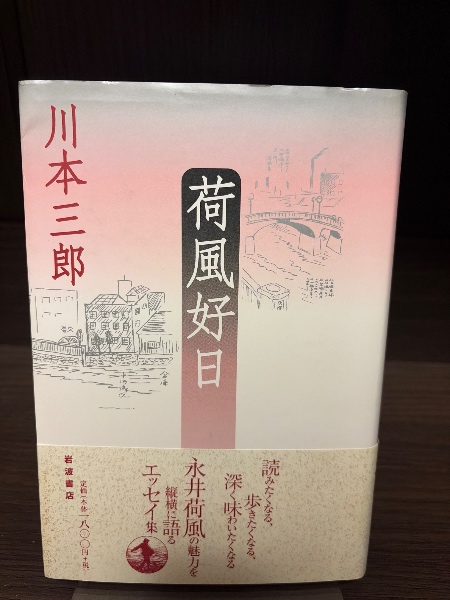 川本三郎
荷風好日
読みたくなる、
歩きたくなる、
深く味わいたくなる
永井荷風の魅力を
縦横に語る
エッセイ集
岩波書店